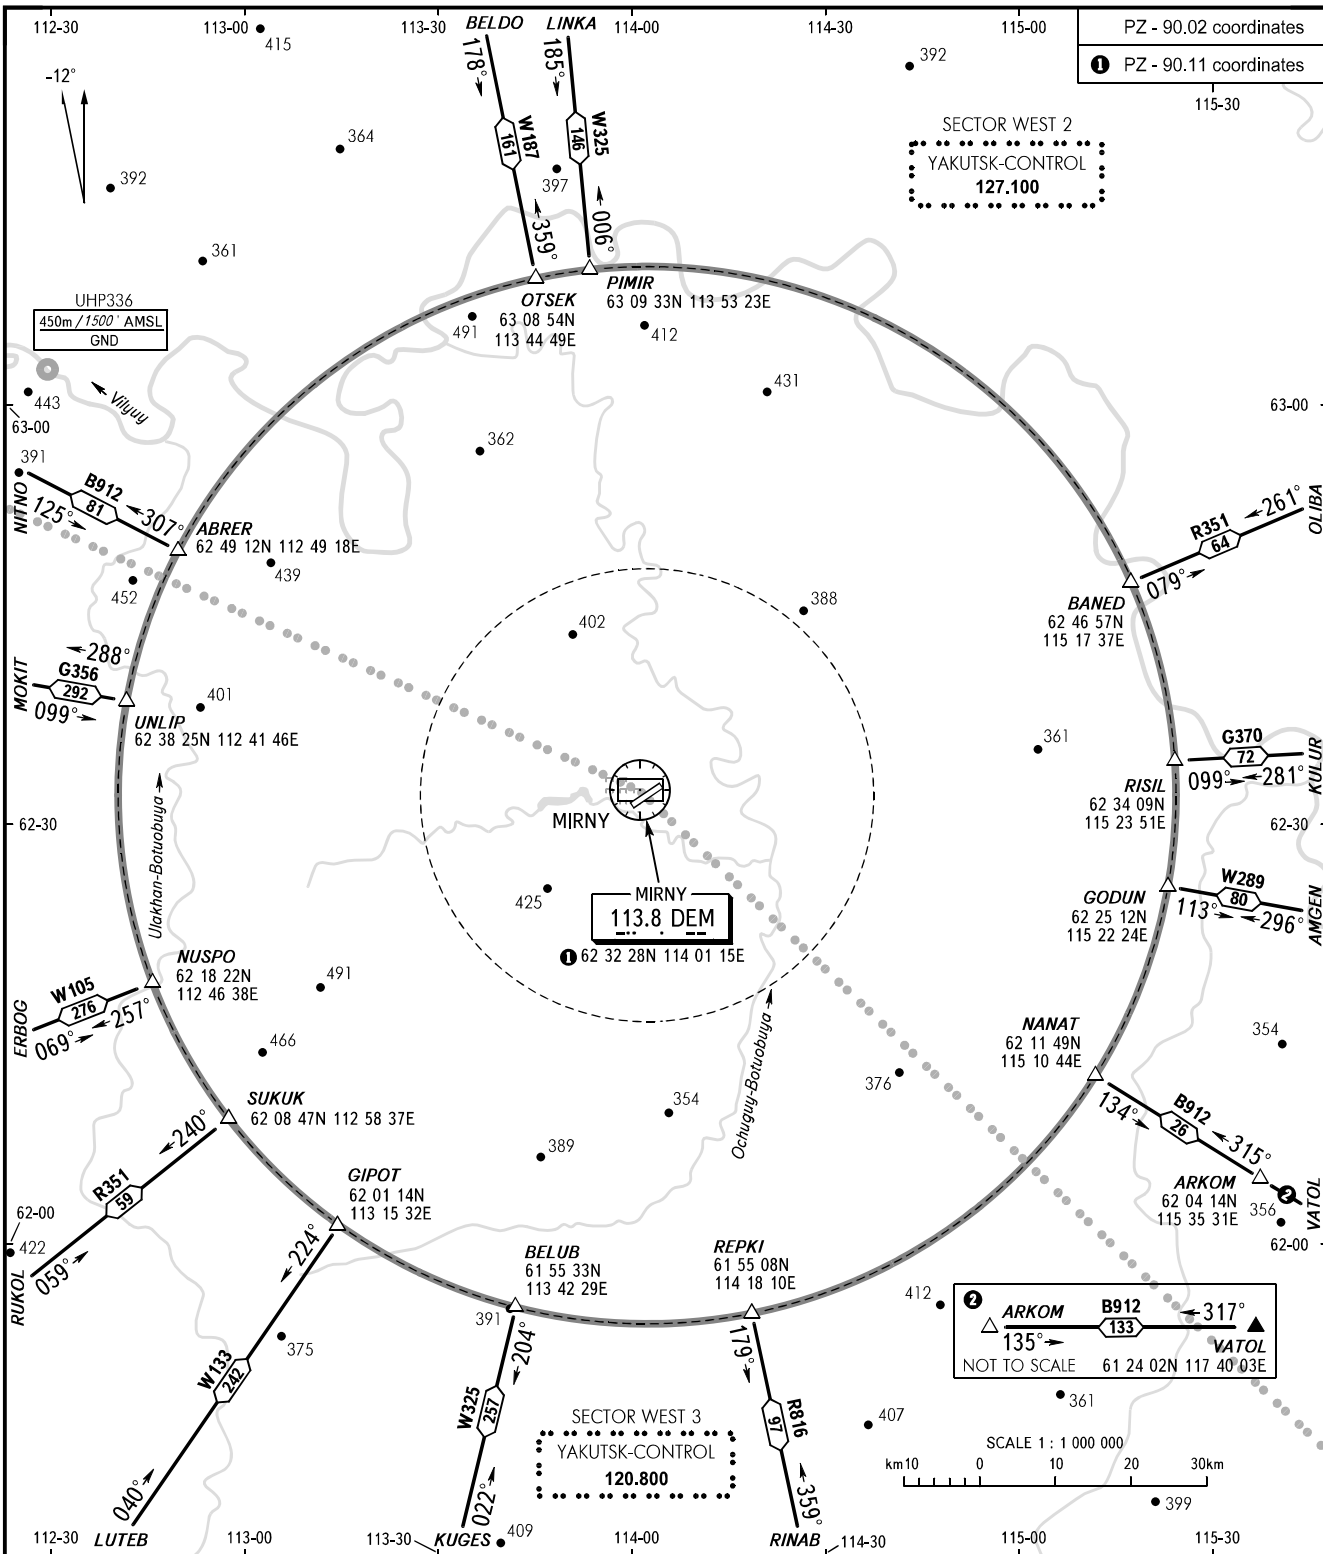 112-30
113-00
113-30
BELDO
LINKA
114-00
114-30
115-00
PZ - 90.02 coordinates
1 PZ - 90.11 coordinates
115-30
-12°
415
392
178°
185°
W187
161
W325
146
364
397
392
SECTOR WEST 2
YAKUTSK-CONTROL
127.100
359°
006°
361
UHP336
450m / 1500' AMSL
GND
OTSEK
63 08 54N
113 44 49E
PIMIR
63 09 33N 113 53 23E
491
412
443
Vilyuy
431
63-00
63-00
362
391
NITNO
B912
81
125°
307°
ABRER
62 49 12N 112 49 18E
439
452
OLIBA
261°
R351
64
079°
BANED
62 46 57N
115 17 37E
388
402
MOKIT
288°
G356
292
099°
UNLIP
62 38 25N 112 41 46E
401
361
G370
72
099°
281°
KULUR
RISIL
62 34 09N
115 23 51E
MIRNY
62-30
62-30
Ulakhan-Botuobuya
MIRNY
113.8 DEM
1 62 32 28N 114 01 15E
425
W289
80
113°
296°
AMGEN
GODUN
62 25 12N
115 22 24E
NUSPO
62 18 22N
112 46 38E
491
W105
276
ERBOG
069°
257°
466
Ochuguy-Botuobuya
NANAT
62 11 49N
115 10 44E
354
376
354
SUKUK
62 08 47N 112 58 37E
389
134°
B912
26
315°
240°
R351
59
059°
RUKOL
62-00
422
GIPOT
62 01 14N
113 15 32E
224°
ARKOM
62 04 14N
115 35 31E
2
356
VATOL
62-00
BELUB
61 55 33N
113 42 29E
391
REPKI
61 55 08N
114 18 10E
412
2
ARKOM
B912
133
317°
135°
VATOL
NOT TO SCALE
61 24 02N 117 40 03E
375
W133
242
040°
LUTEB
204°
W325
257
022°
KUGES
179°
R816
97
359°
RINAB
361
407
SECTOR WEST 3
YAKUTSK-CONTROL
120.800
SCALE 1 : 1 000 000
km10 0 10 20 30km
399
409
112-30
113-00
113-30
114-00
114-30
115-00
115-30